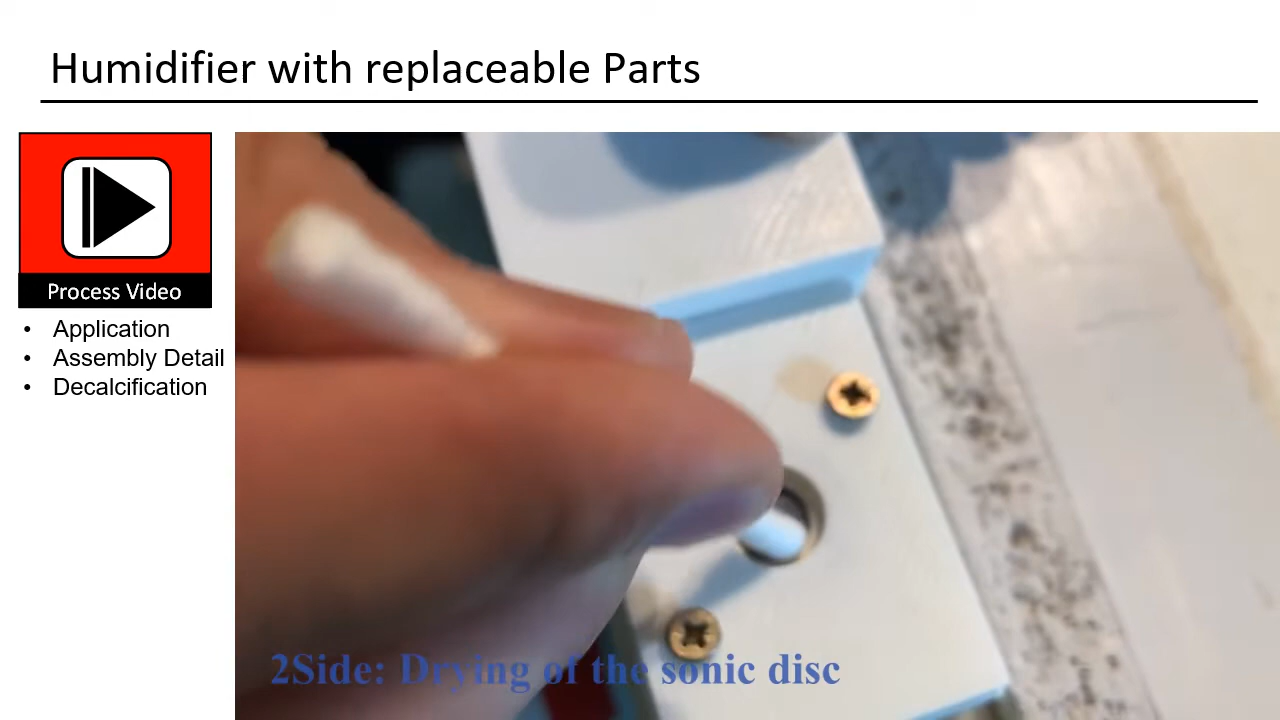 Humidifier with replaceable Parts
Process Video
• Application
• Assembly Detail
• Decalcification
2Side: Drying of the sonic disc